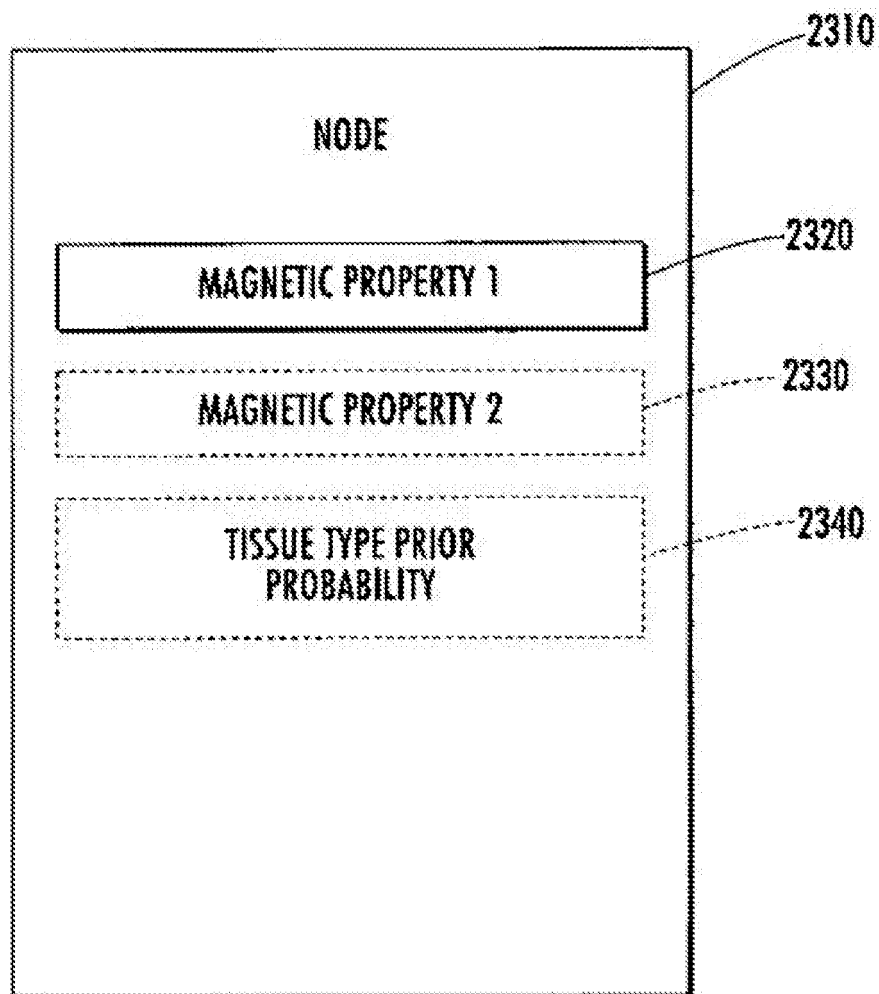 2310
NODE
2320
MAGNETIC PROPERTY 1
2330
MAGNETIC PROPERTY 2
2340
TISSUE TYPE PRIOR
PROBABILITY